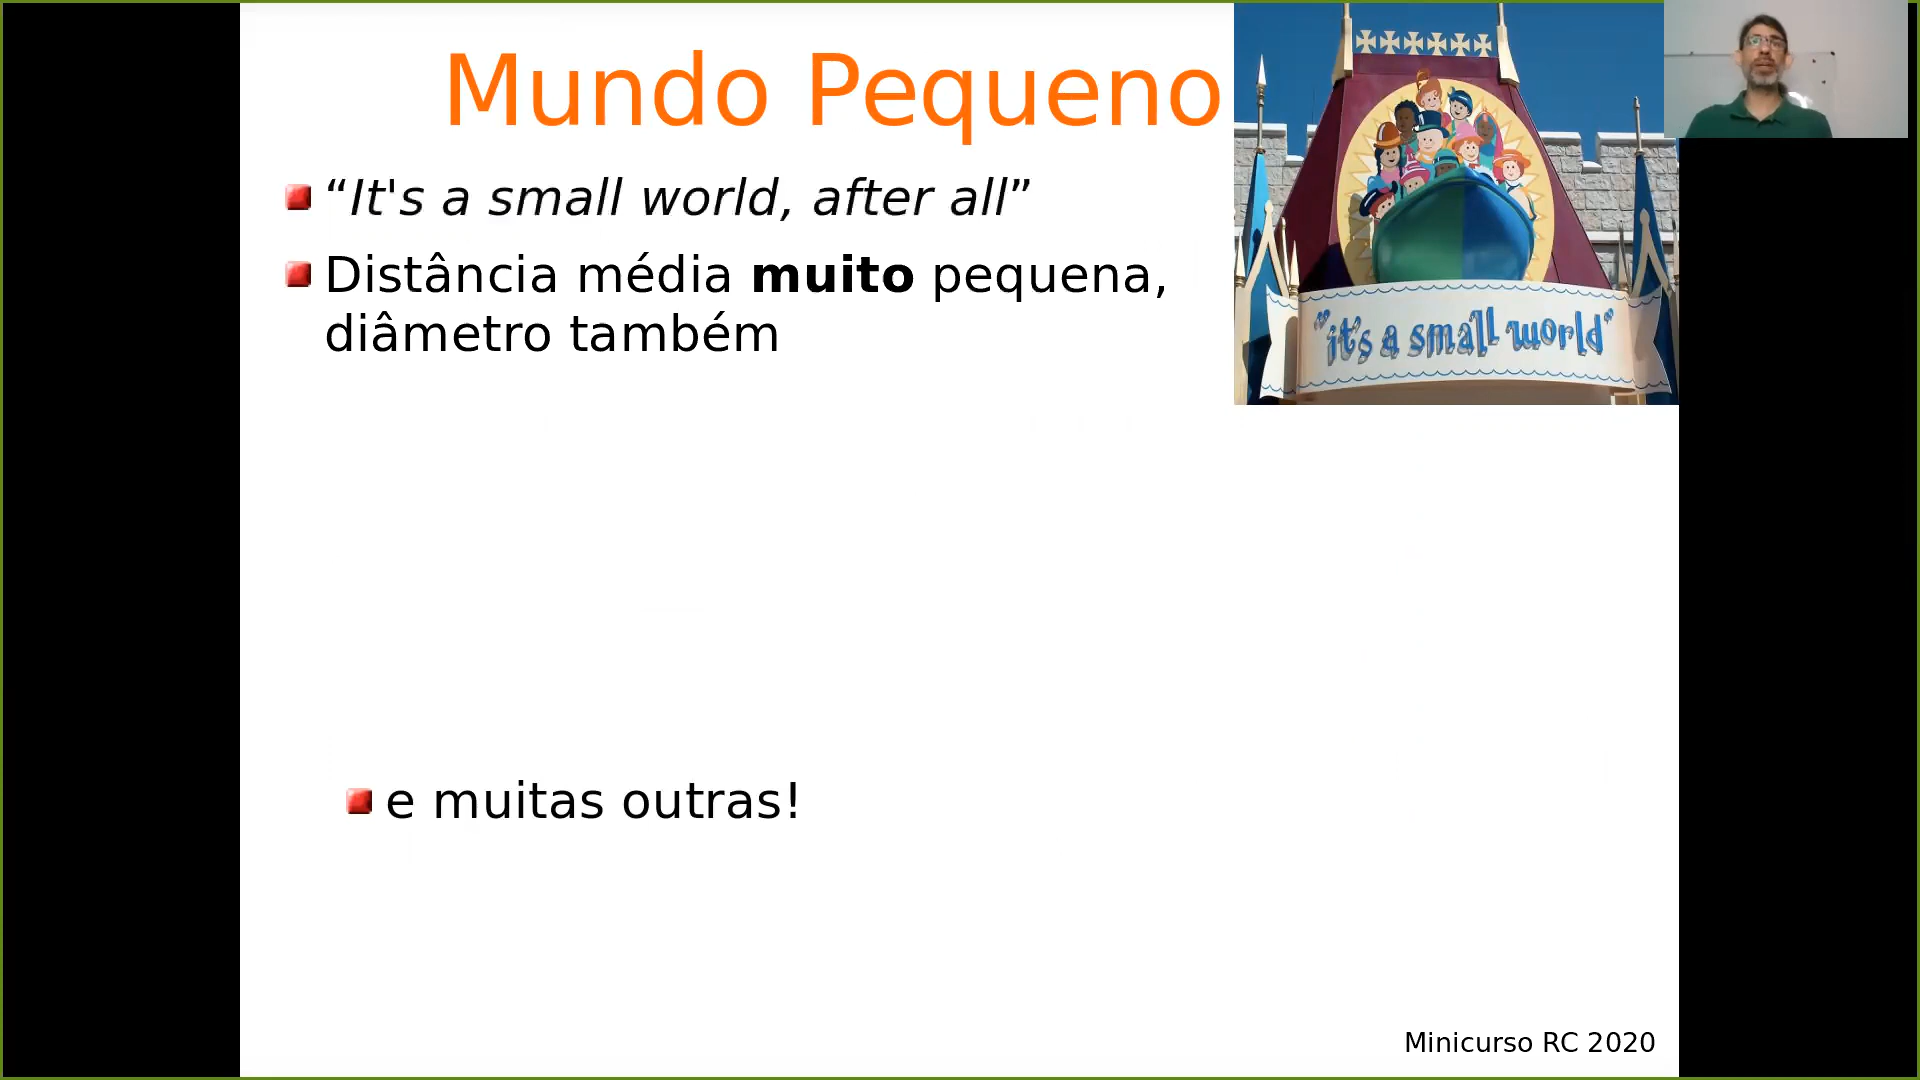 Mundo Pequeno
“It's a small world, after all”
Distância média muito pequena,
diâmetro também
"it's a small world"
e muitas outras!
Minicurso RC 2020